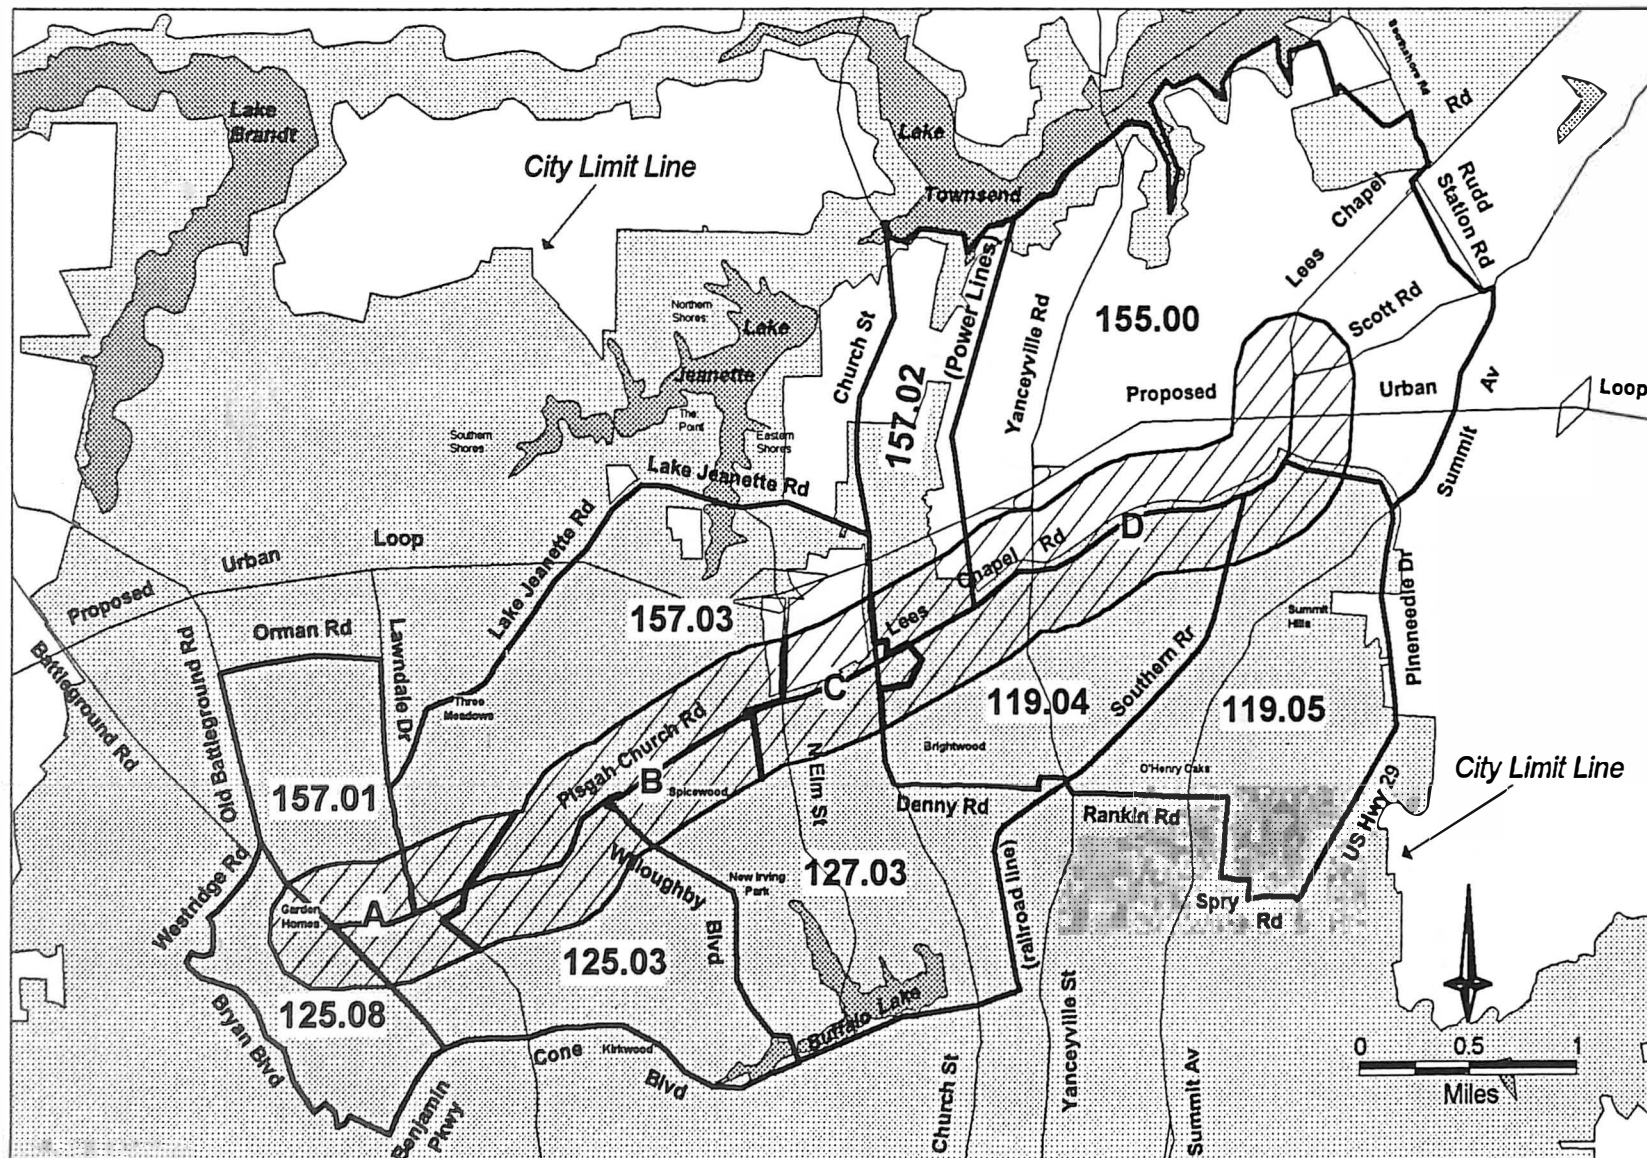 Lake
Brandt
City Limit Line
Lake
Townsend
Southshore Rd
Rd
Chapel
Lees
Rudd
Station Rd
Northern
Shores
Lake
Jeanette
The
Point
Southern
Shores
Eastern
Shores
Church St
157.02
(Power Lines)
Yanceyville Rd
155.00
Scott Rd
Proposed
Urban
Av
Loop
Summit
Lake Jeanette Rd
Lake Jeanette Rd
Proposed
Urban
Loop
Orman Rd
Lawndale Dr
Battleground Rd
Old Battleground Rd
157.03
Three
Meadows
Lees
Chapel
Rd
D
Summit
Hills
Pineneedle Dr
157.01
Pisgah Church Rd
C
B
Spicewood
N Elm St
119.04
Brightwood
Southern Rr
119.05
O'Henry Oaks
Denny Rd
Rankin Rd
US Hwy 29
City Limit Line
Westridge Rd
Garden
Homes
A
Willoughby
Blvd
New Irving
Park
127.03
(railroad line)
Spry
Rd
125.03
125.08
Bryan Blvd
Buffalo Lake
Cone
Kirkwood
Blvd
Benjamin
Pkwy
Church St
Yanceyville St
Summit Av
0 0.5 1
Miles